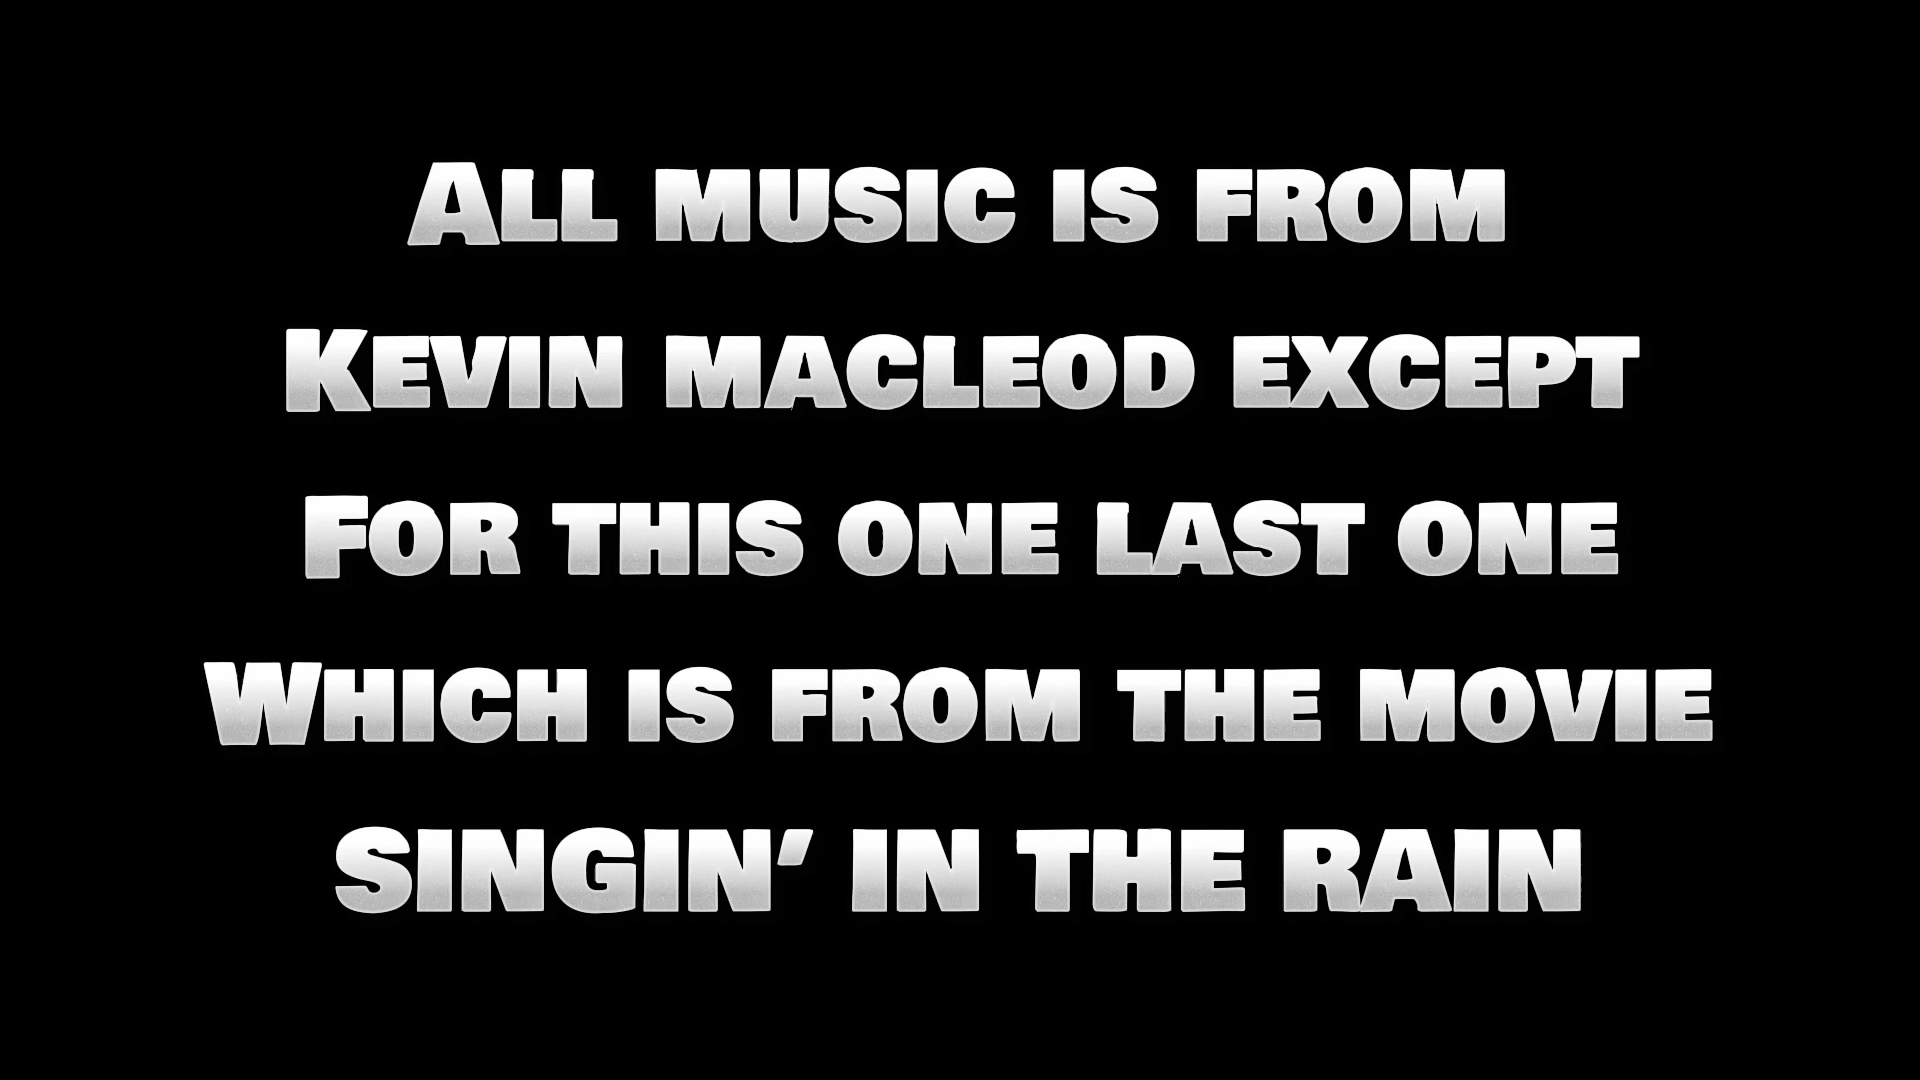 All music is from
Kevin macleod except
For this one last one
Which is from the movie
SINGIN’ IN THE RAIN